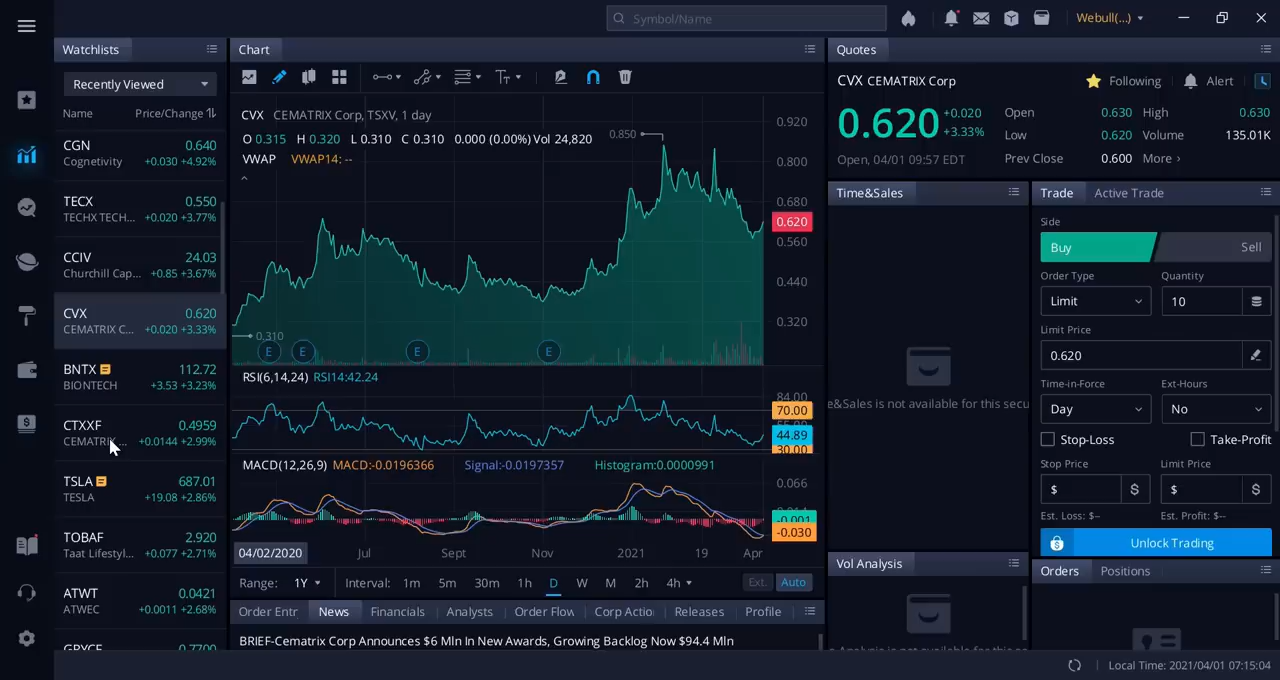 Symbol/Name
Webull(...)
Watchlists
Recently Viewed
Name Price/Change
CGN 0.640
Cognetivity +0.030 +4.92%
TECX 0.550
TECHX TECH... +0.020 +3.77%
CCIV 24.03
Churchill Cap... +0.85 +3.67%
CVX 0.620
CEMATRIX C... +0.020 +3.33%
BNTX 112.72
BIONTECH +3.53 +3.23%
CTXXF 0.4959
CEMATRIX... +0.0144 +2.99%
TSLA 687.01
TESLA +19.08 +2.86%
TOBAF 2.920
Taat Lifestyl... +0.077 +2.71%
ATWT 0.0421
ATWEC +0.0011 +2.68%
Chart
CVX CEMATRIX Corp, TSXV, 1 day
O 0.315 H 0.320 L 0.310 C 0.310 0.000 (0.00%) Vol 24,820
VWAP VWAP14: --
0.850
0.310
0.920
0.800
0.680
0.620
0.560
0.440
0.320
E E E E
RSI(6,14,24) RSI14:42.24
84.00
70.00
44.89
30.00
MACD(12,26,9) MACD:-0.0196366 Signal:-0.0197357 Histogram:0.0000991
0.066
-0.001
-0.030
04/02/2020 Jul Sept Nov 2021 19 Apr
Range: 1Y Interval: 1m 5m 30m 1h D W M 2h 4h Ext. Auto
Order Entr News Financials Analysts Order Flow Corp Actio Releases Profile
BRIEF-Cematrix Corp Announces $6 Mln In New Awards, Growing Backlog Now $94.4 Mln
Quotes
CVX CEMATRIX Corp Following Alert
0.620 +0.020 +3.33%
Open, 04/01 09:57 EDT
Open 0.630 High 0.630
Low 0.620 Volume 135.01K
Prev Close 0.600 More ›
Time&Sales
e&Sales is not available for this secu
Vol Analysis
Trade Active Trade
Side
Buy Sell
Order Type Quantity
Limit 10
Limit Price
0.620
Time-in-Force Ext-Hours
Day No
Stop-Loss Take-Profit
Stop Price Limit Price
$ $ $ $
Est. Loss: $-- Est. Profit: $--
Unlock Trading
Orders Positions
Local Time: 2021/04/01 07:15:04